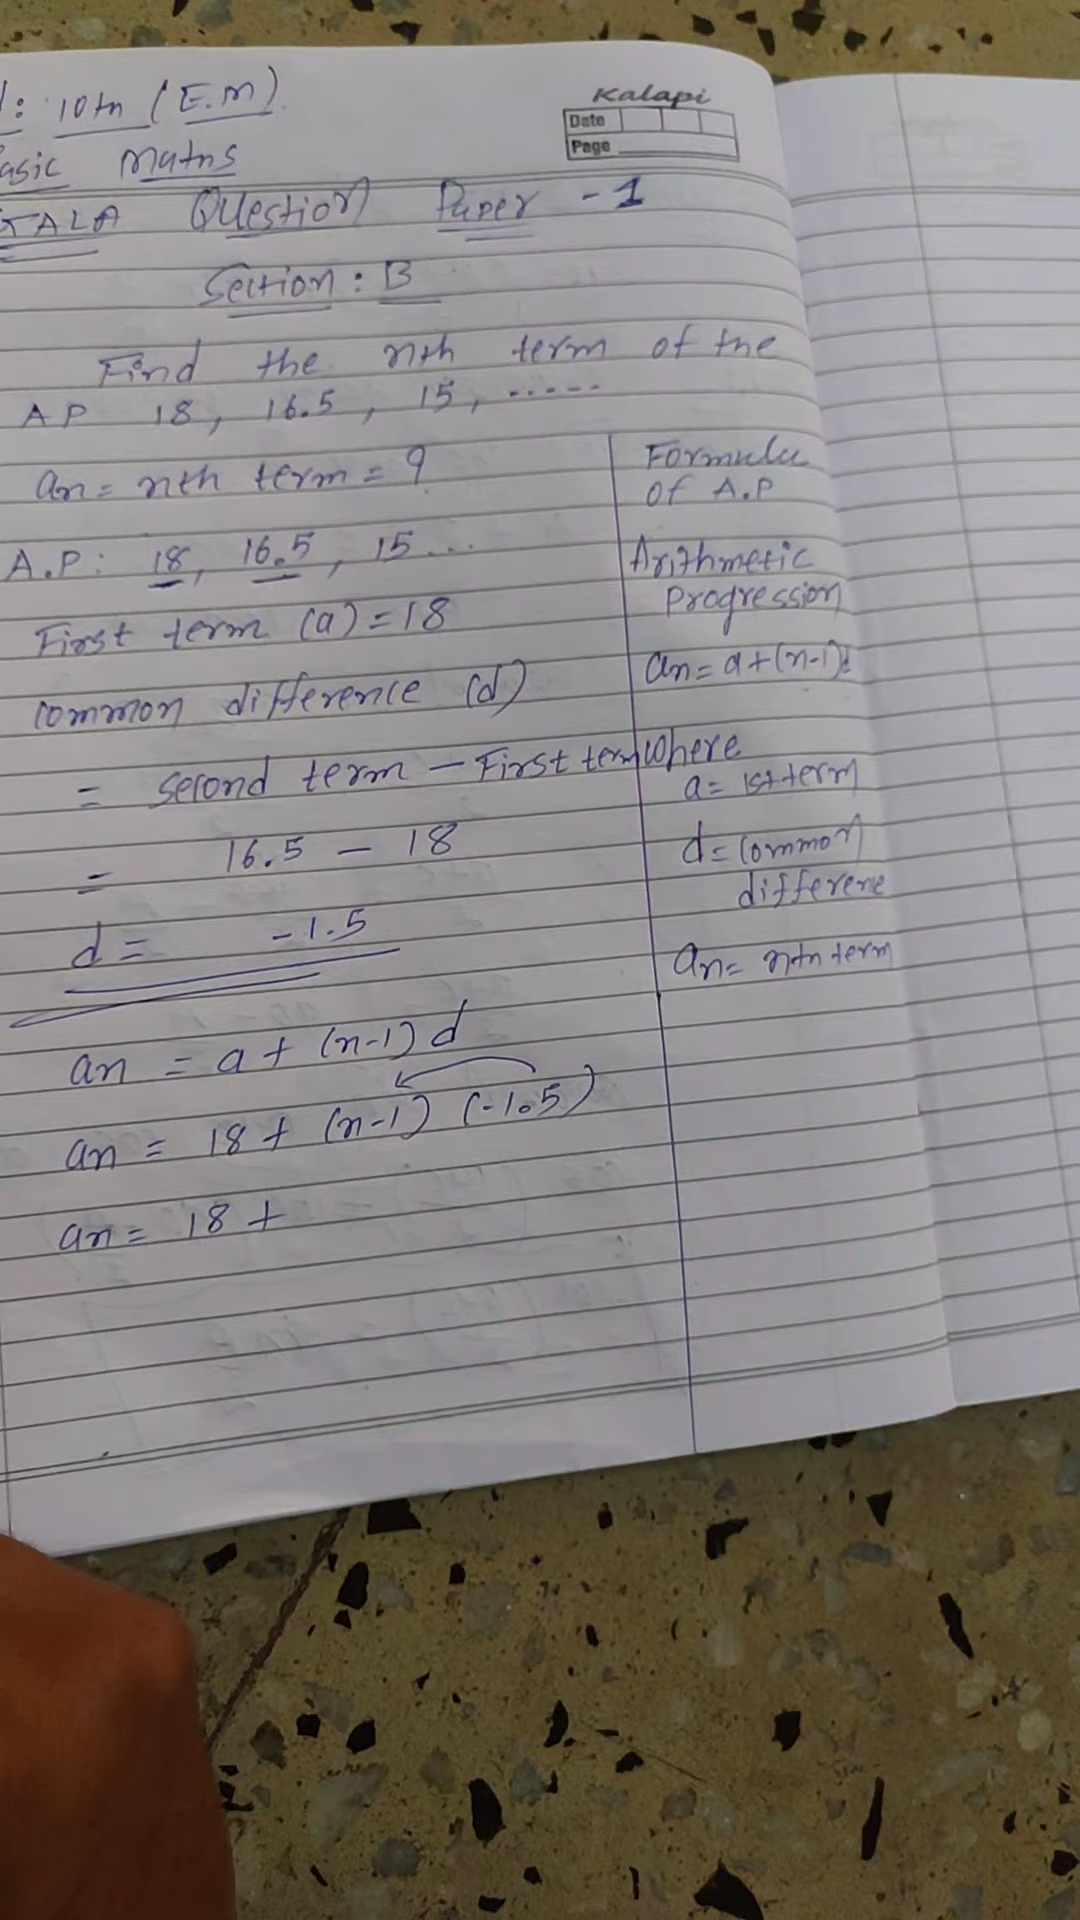 : 10th (E.M)
Maths
Kalapi
Date
Page
GALA Question Paper - 1
Section : B
Find the nth term of the
AP 18, 16.5, 15, .....
an = nth term = ?
A.P: 18, 16.5, 15...
First term (a) = 18
common difference (d)
= second term - First term
= 16.5 - 18
d = -1.5
an = a + (n-1) d
an = 18 + (n-1) (-1.5)
an = 18 +
Formula
of A.P
Arithmetic
Progression
an = a + (n-1)d
where
a = 1st term
d = common
differene
an = nth term